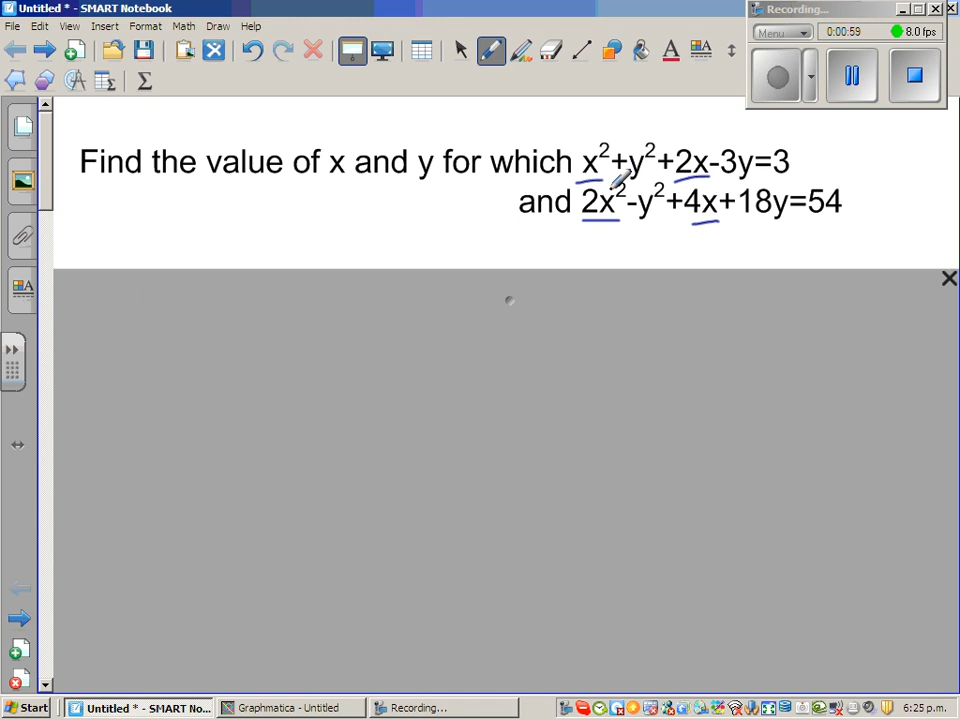 Untitled * - SMART Notebook
Recording...
File Edit View Insert Format Math Draw Help
Menu 0:00:59 8.0 fps
Find the value of x and y for which x²+y²+2x-3y=3
and 2x²-y²+4x+18y=54
Start Untitled * - SMART No... Graphmatica - Untitled Recording... 6:25 p.m.